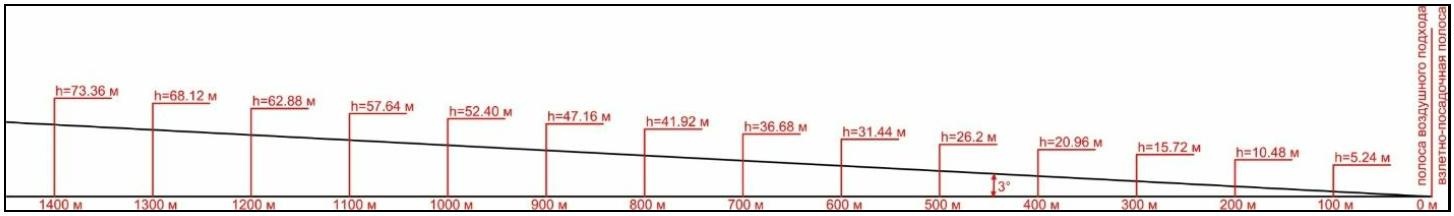 h=73.36 м
h=68.12 м
h=62.88 м
h=57.64 м
h=52.40 м
h=47.16 м
h=41.92 м
h=36.68 м
h=31.44 м
h=26.2 м
h=20.96 м
h=15.72 м
h=10.48 м
h=5.24 м
полоса воздушного подхода
взлетно-посадочная полоса
3°
1400 м
1300 м
1200 м
1100 м
1000 м
900 м
800 м
700 м
600 м
500 м
400 м
300 м
200 м
100 м
0 м